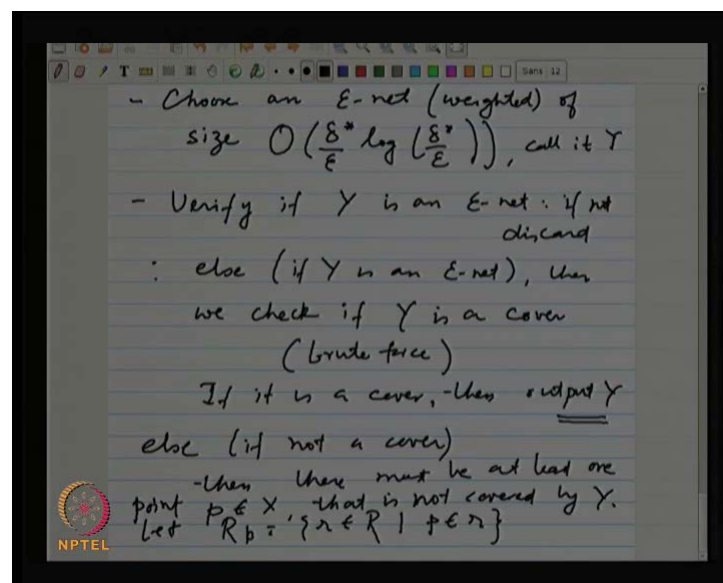 Sans 12
- Choose an ε-net (weighted) of
size O(δ*/ε log(δ*/ε)), call it Y
- Verify if Y is an ε-net : if not
discard
: else (if Y is an ε-net), then
we check if Y is a cover
(brute force)
If it is a cover, then output Y
else (if not a cover)
- then there must be at least one
point p ∈ X that is not covered by Y.
Let Rp = {r ∈ R | p ∈ r}
NPTEL